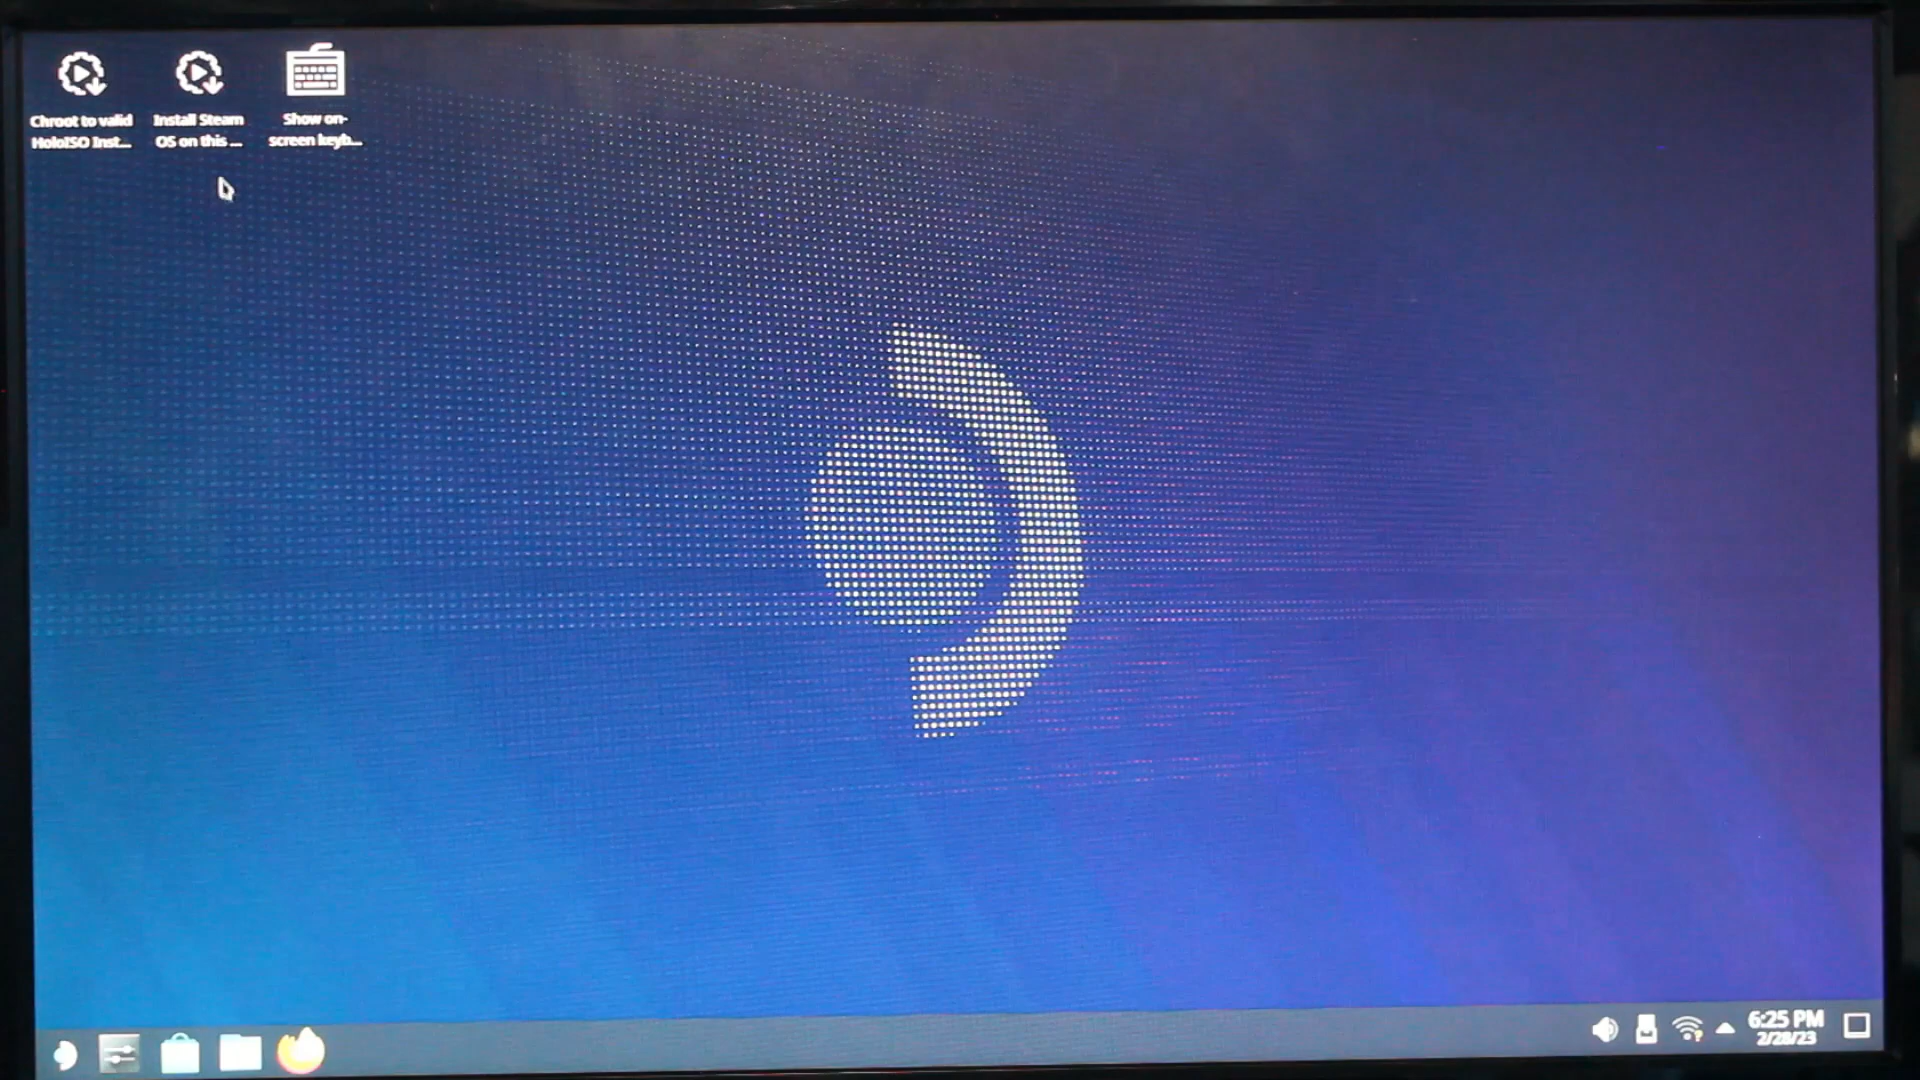 Chroot to valid
HoloISO Inst...
Install Steam
OS on this ...
Show on-
screen keyb...
6:25 PM
2/28/23